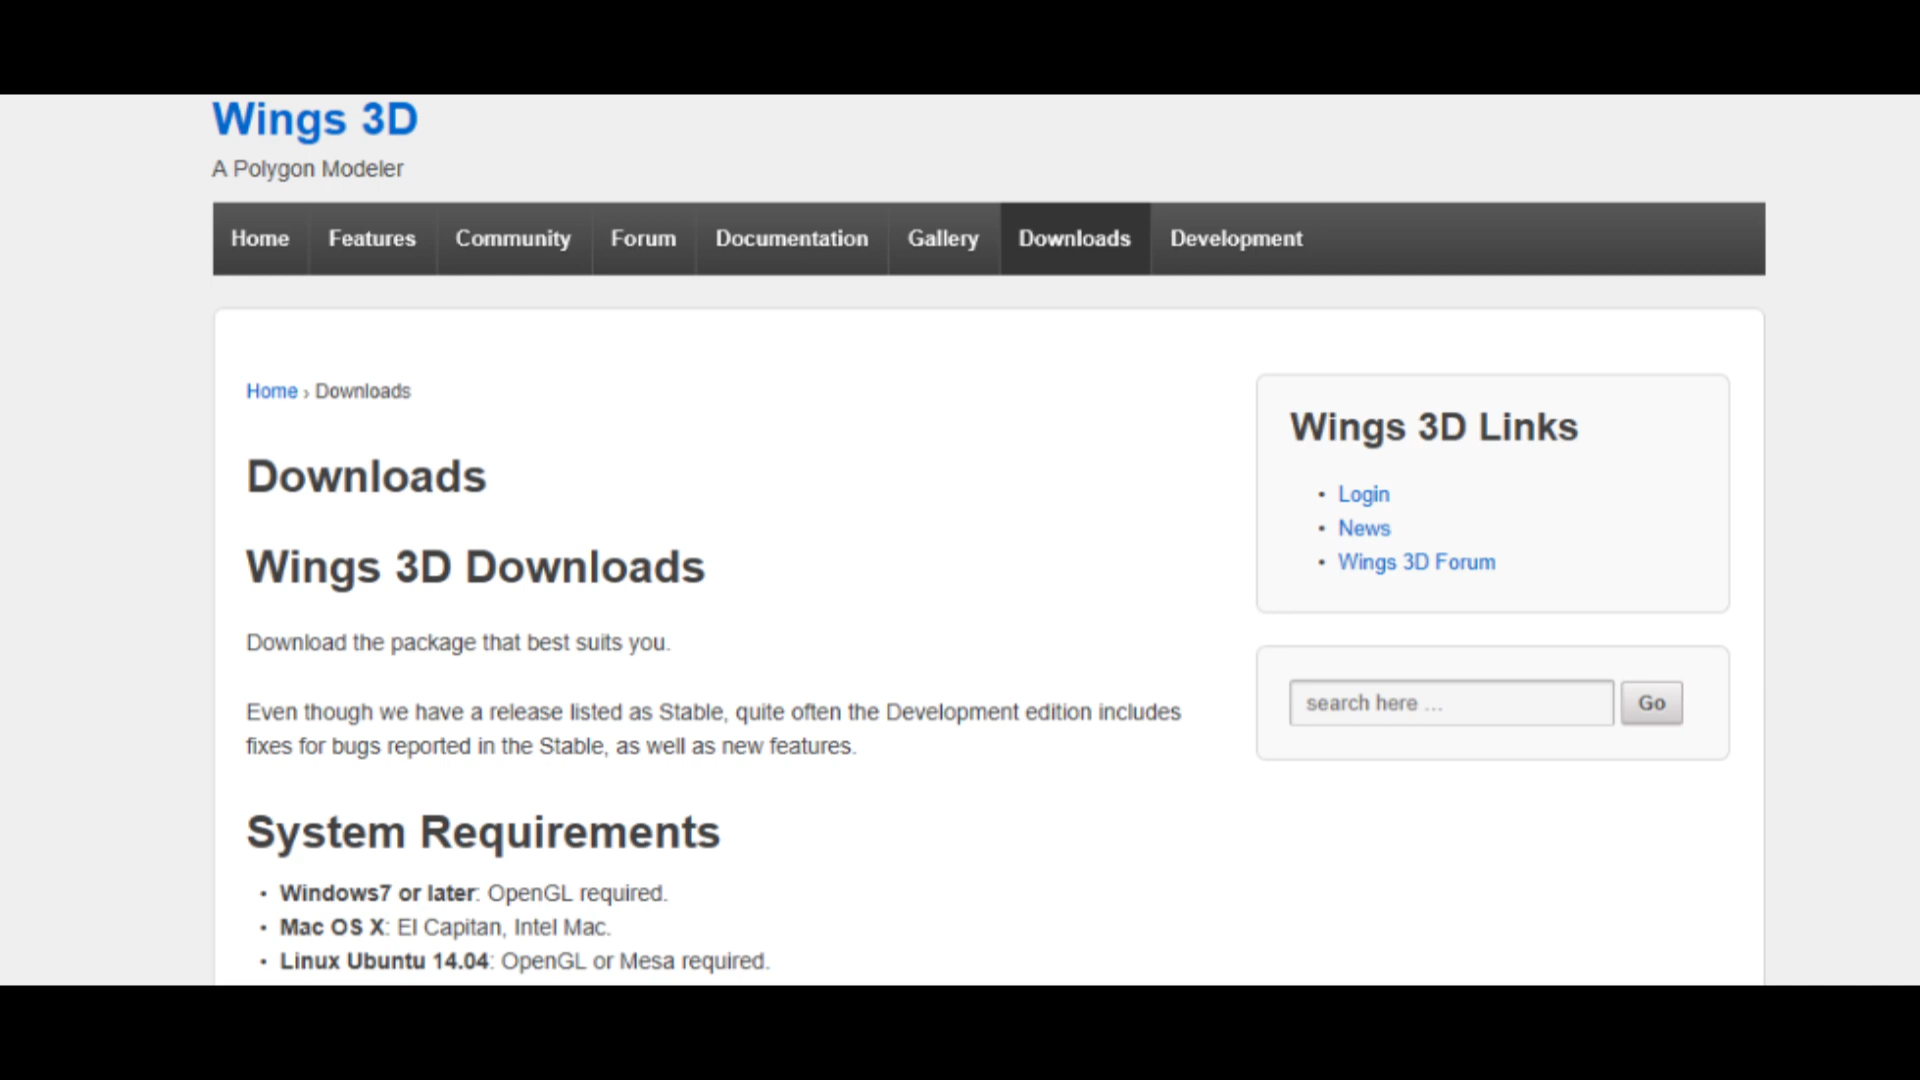 Wings 3D
A Polygon Modeler
Home Features Community Forum Documentation Gallery Downloads Development
Home › Downloads
Downloads
Wings 3D Downloads
Download the package that best suits you.
Even though we have a release listed as Stable, quite often the Development edition includes
fixes for bugs reported in the Stable, as well as new features.
System Requirements
• Windows7 or later: OpenGL required.
• Mac OS X: El Capitan, Intel Mac.
• Linux Ubuntu 14.04: OpenGL or Mesa required.
Wings 3D Links
• Login
• News
• Wings 3D Forum
search here ... Go